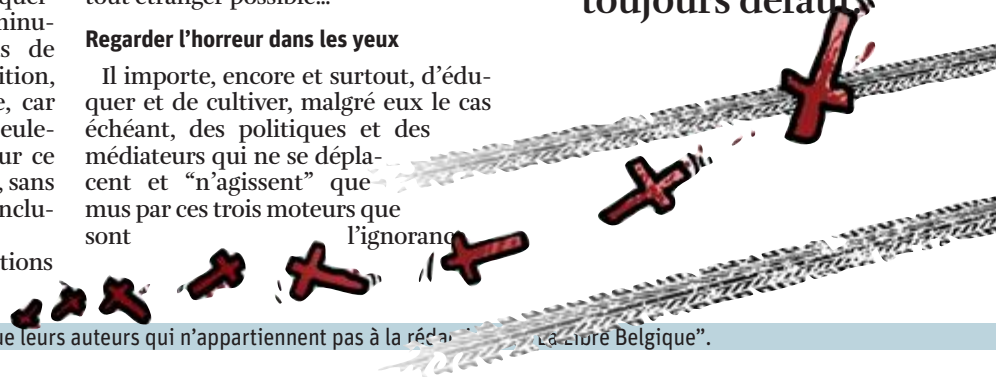 quer-
minu-
s de
ition,
e, car
eule-
ur ce
, sans
nclu-
tions
tout étranger possible...
Regarder l’horreur dans les yeux
Il importe, encore et surtout, d’édu-
quer et de cultiver, malgré eux le cas
échéant, des politiques et des
médiateurs qui ne se dépla-
cent et “n’agissent” que
mus par ces trois moteurs que
sont l’ignoranc
toujours défaut
ue leurs auteurs qui n’appartiennent pas à la La Libre Belgique”.